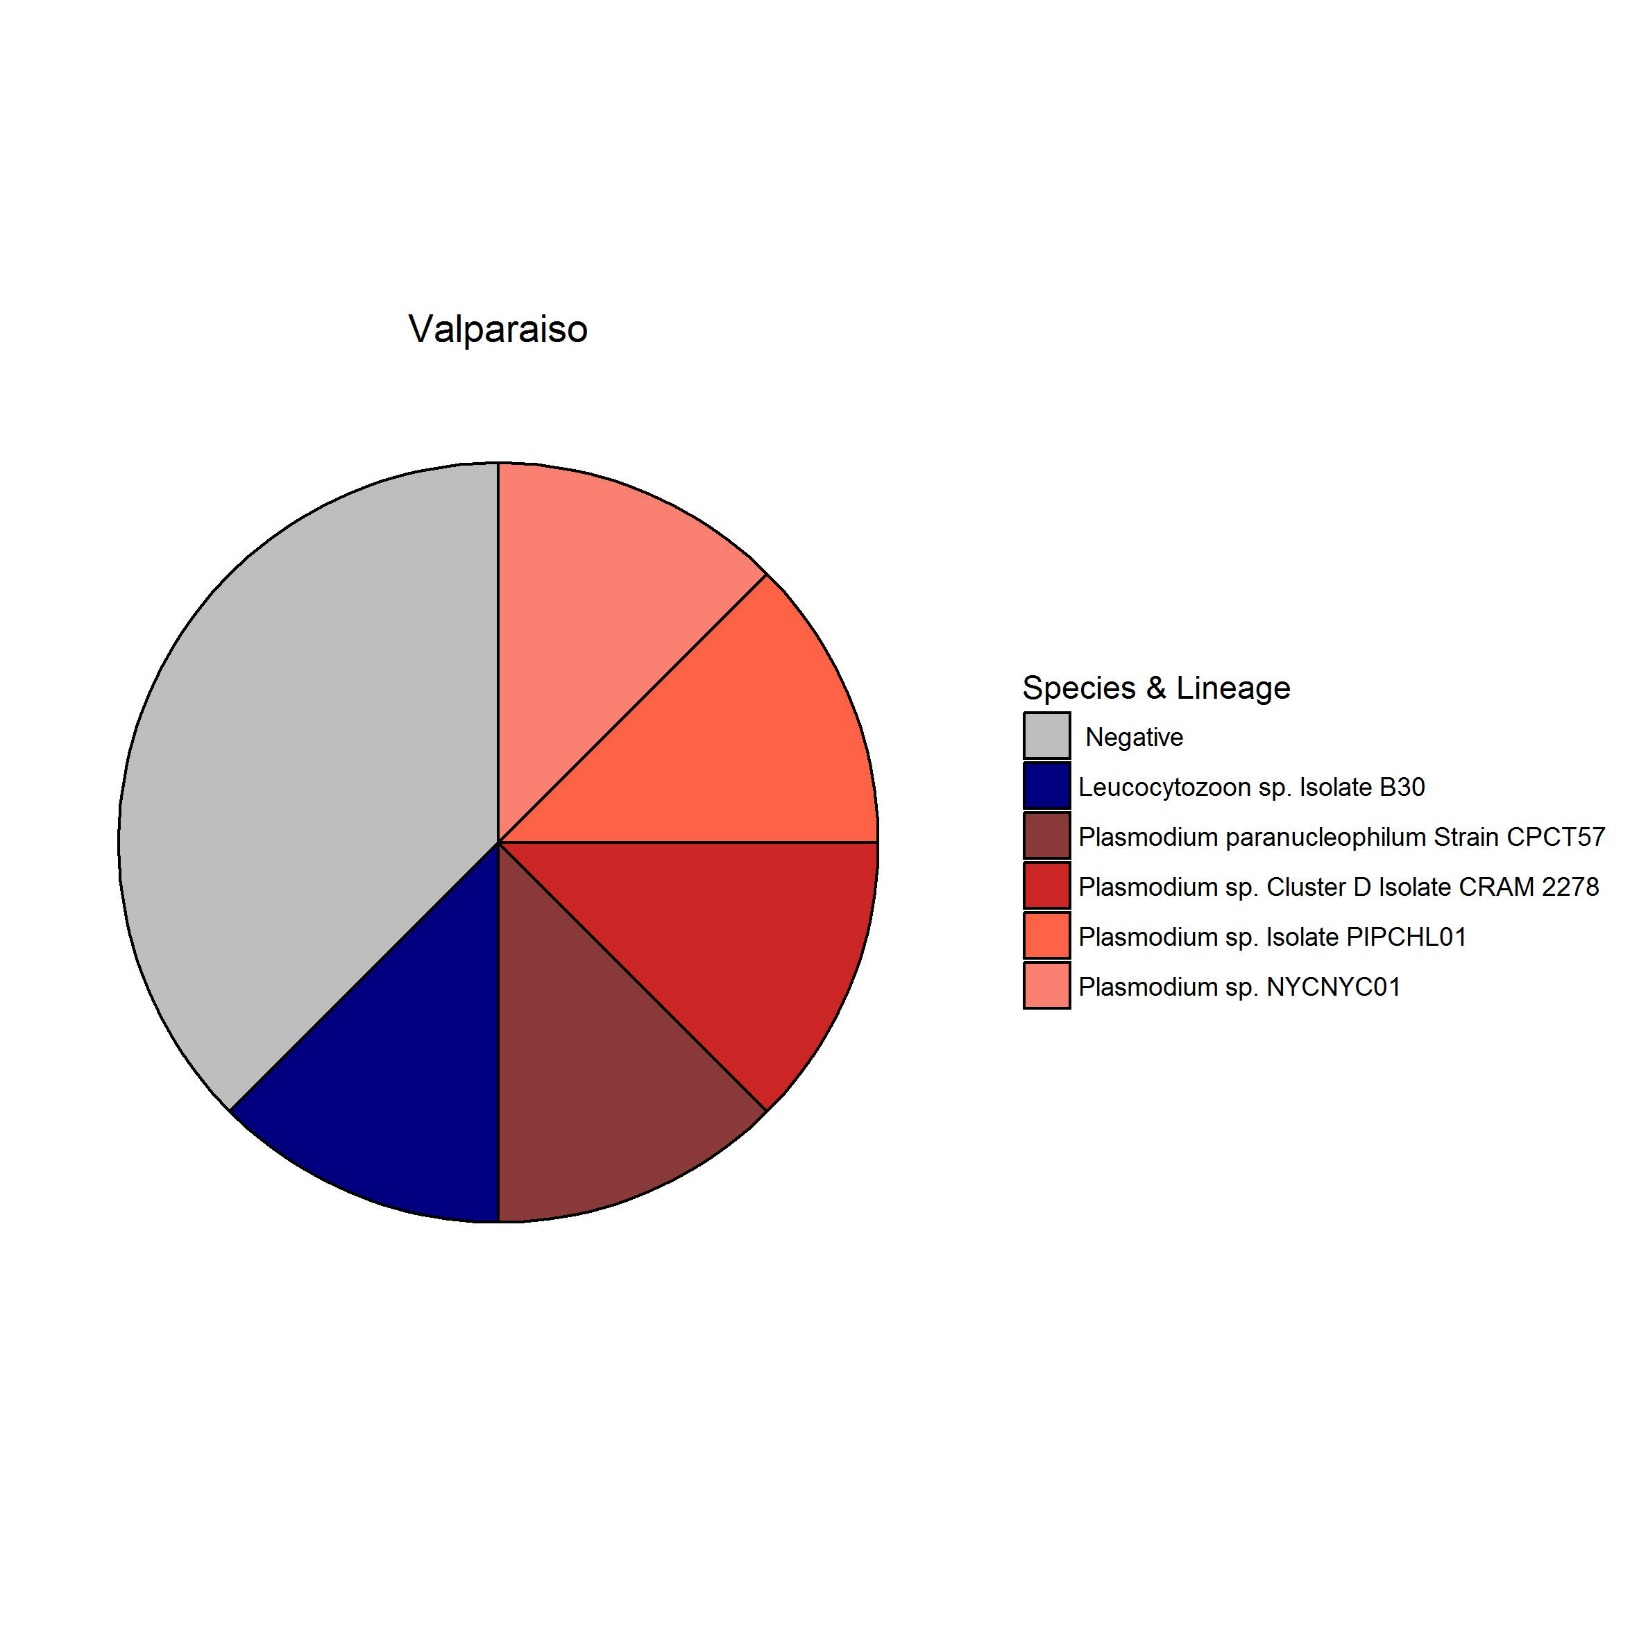 Valparaiso
Species & Lineage
Negative
Leucocytozoon sp. Isolate B30
Plasmodium paranucleophilum Strain CPCT57
Plasmodium sp. Cluster D Isolate CRAM 2278
Plasmodium sp. Isolate PIPCHL01
Plasmodium sp. NYCNYC01